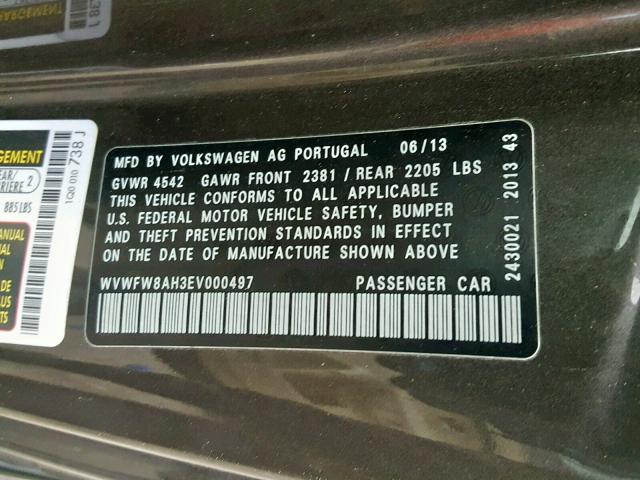 MFD BY VOLKSWAGEN AG PORTUGAL 06/13
GVWR 4542 GAWR FRONT 2381 / REAR 2205 LBS
THIS VEHICLE CONFORMS TO ALL APPLICABLE
U.S. FEDERAL MOTOR VEHICLE SAFETY, BUMPER
AND THEFT PREVENTION STANDARDS IN EFFECT
ON THE DATE OF MANUFACTURE SHOWN ABOVE
WVWFW8AH3EV000497 PASSENGER CAR
2430021 2013 43
1Q0 010 738 J
2
885 LBS
MANUAL